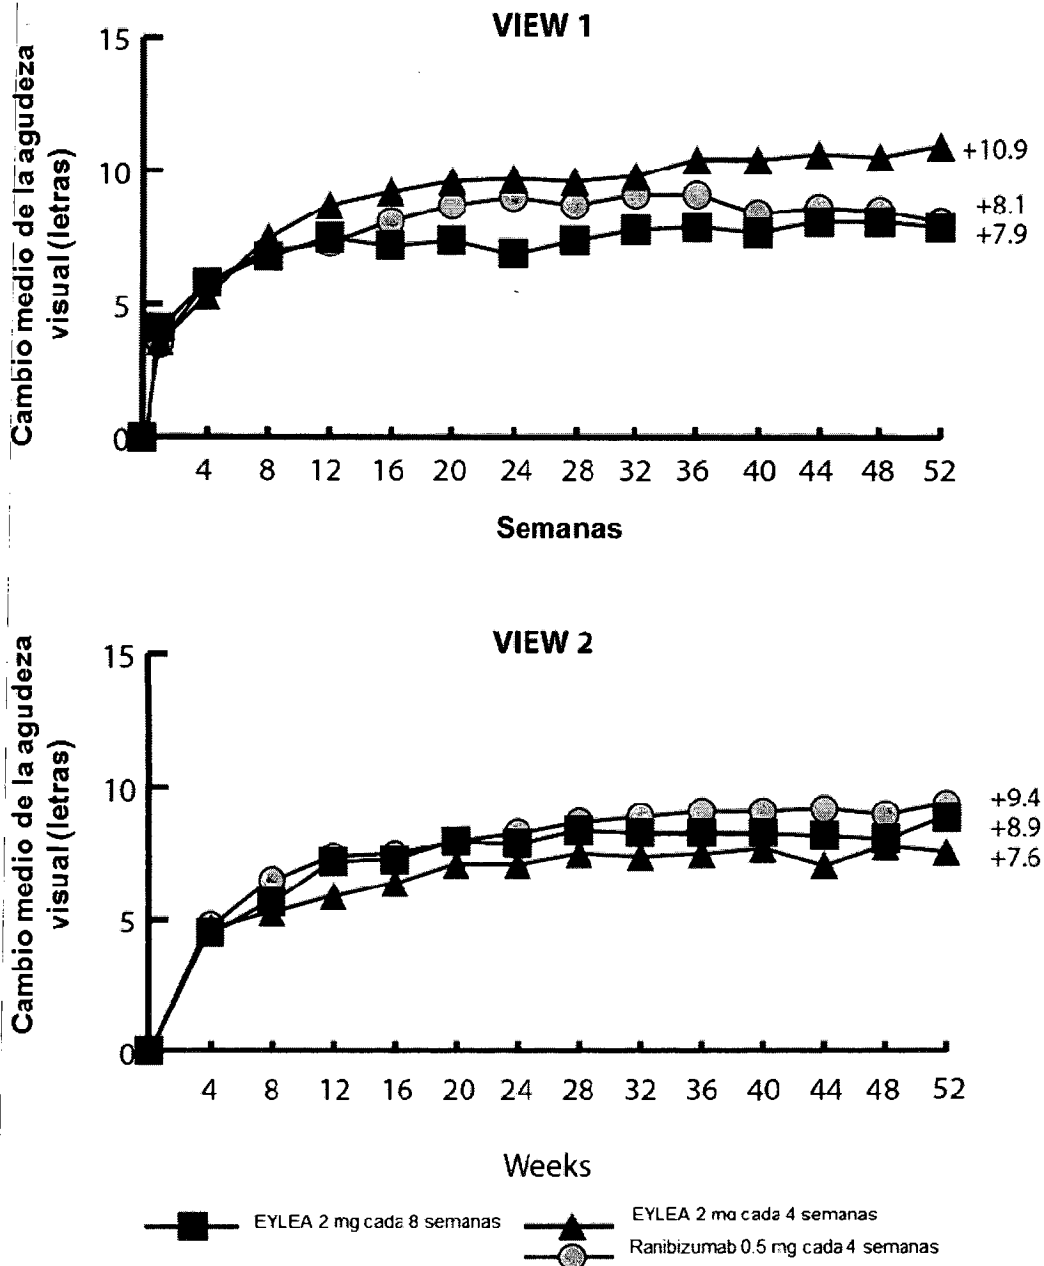 VIEW 1
Cambio medio de la agudeza
visual (letras)
15
10
5
0
+10.9
+8.1
+7.9
4 8 12 16 20 24 28 32 36 40 44 48 52
Semanas
VIEW 2
Cambio medio de la agudeza
visual (letras)
15
10
5
0
+9.4
+8.9
+7.6
4 8 12 16 20 24 28 32 36 40 44 48 52
Weeks
EYLEA 2 mg cada 8 semanas
EYLEA 2 mg cada 4 semanas
Ranibizumab 0.5 mg cada 4 semanas